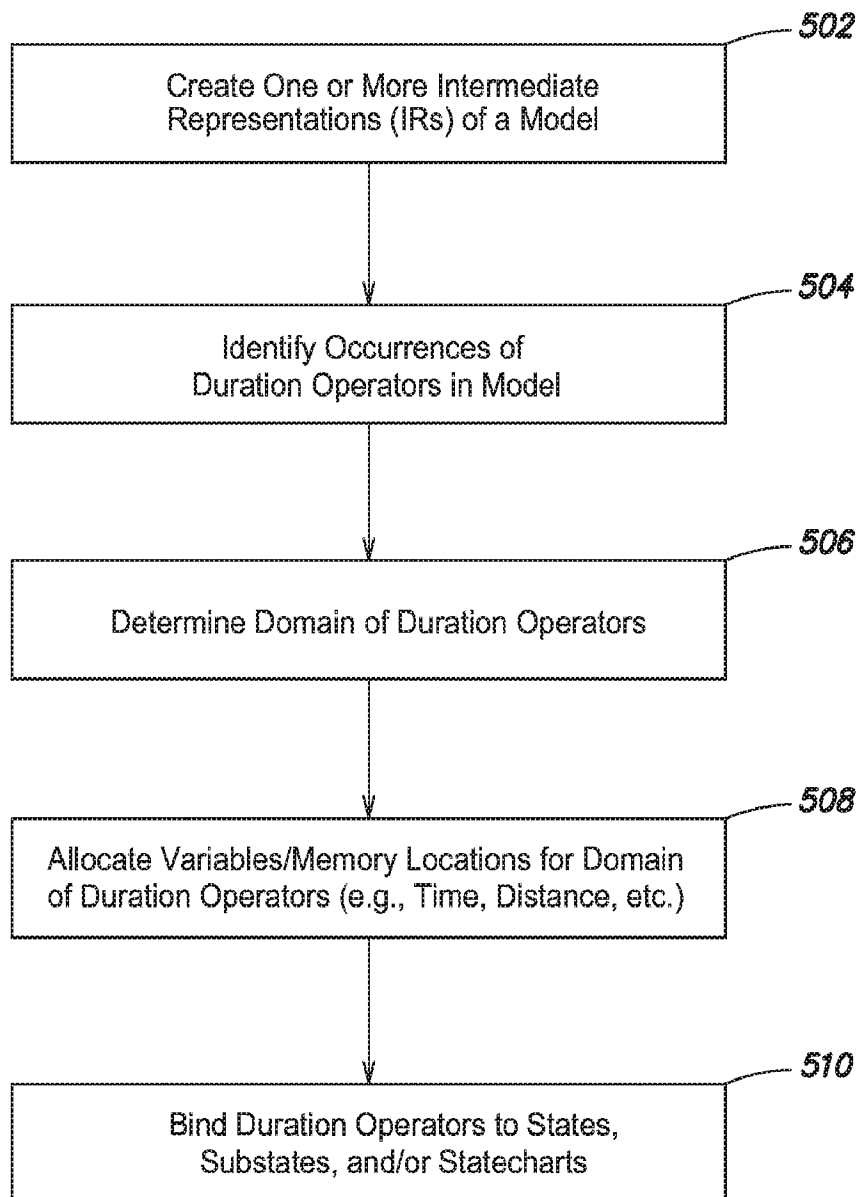 502
Create One or More Intermediate
Representations (IRs) of a Model
504
Identify Occurrences of
Duration Operators in Model
506
Determine Domain of Duration Operators
508
Allocate Variables/Memory Locations for Domain
of Duration Operators (e.g., Time, Distance, etc.)
510
Bind Duration Operators to States,
Substates, and/or Statecharts